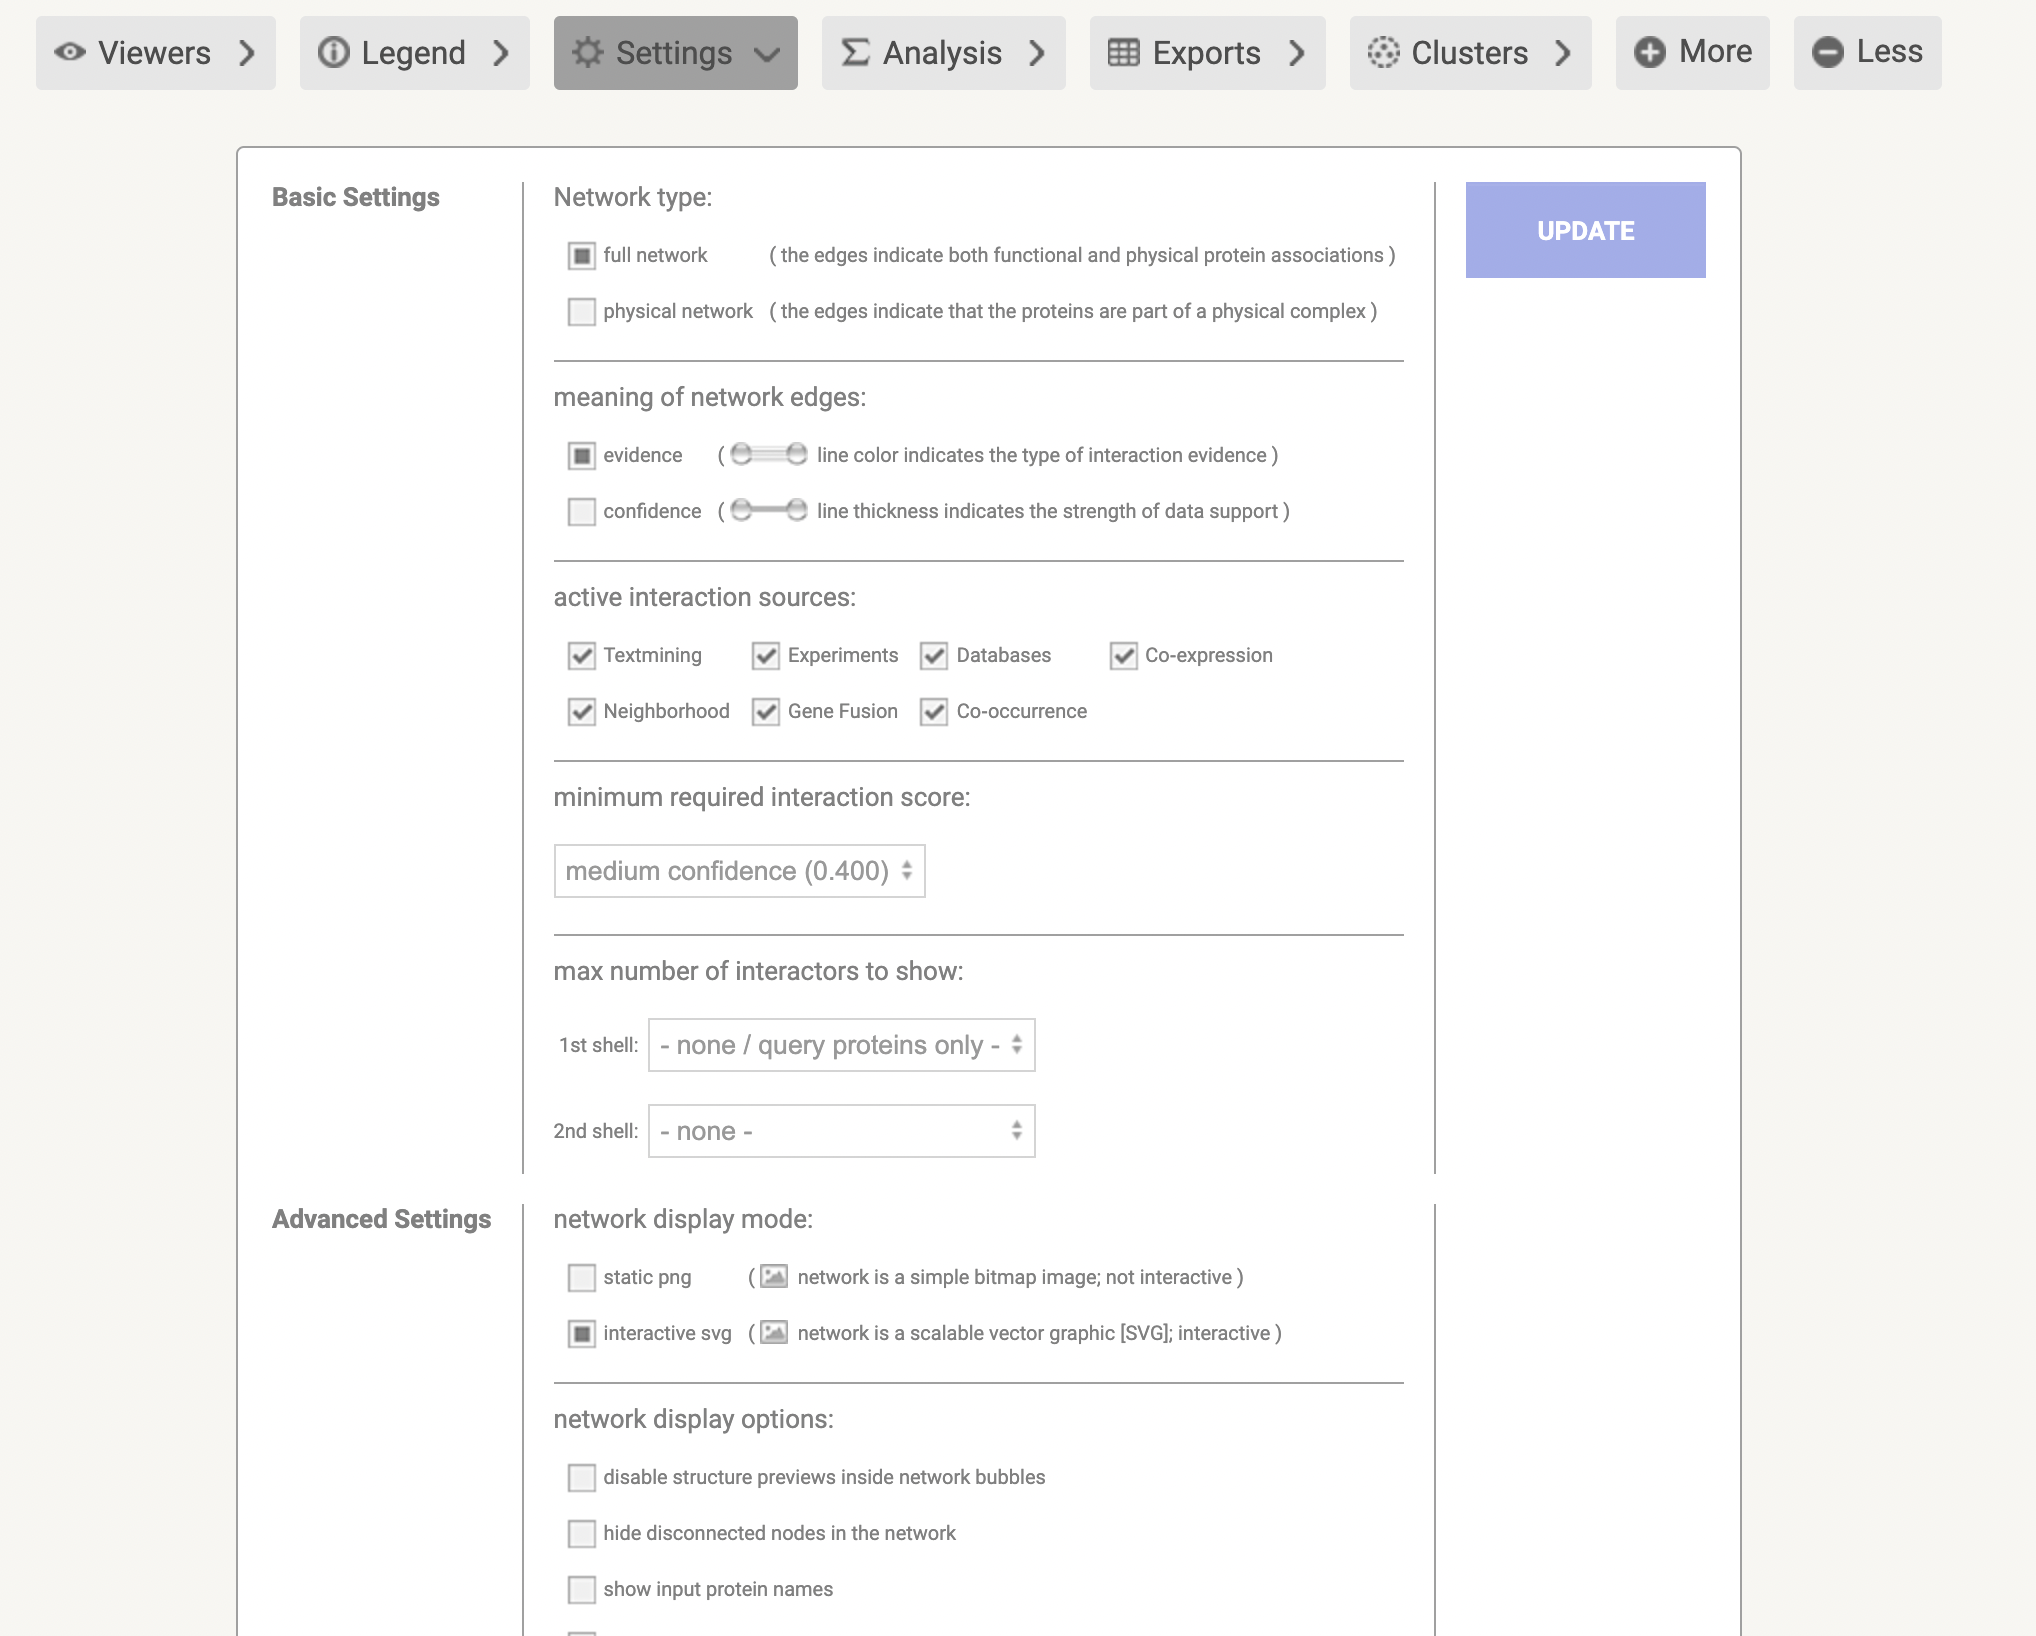 Viewers Legend Settings Analysis Exports Clusters More Less
Basic Settings
Network type:
UPDATE
full network ( the edges indicate both functional and physical protein associations )
physical network ( the edges indicate that the proteins are part of a physical complex )
meaning of network edges:
evidence ( line color indicates the type of interaction evidence )
confidence ( line thickness indicates the strength of data support )
active interaction sources:
Textmining Experiments Databases Co-expression
Neighborhood Gene Fusion Co-occurrence
minimum required interaction score:
medium confidence (0.400)
max number of interactors to show:
1st shell: - none / query proteins only -
2nd shell: - none -
Advanced Settings
network display mode:
static png ( network is a simple bitmap image; not interactive )
interactive svg ( network is a scalable vector graphic [SVG]; interactive )
network display options:
disable structure previews inside network bubbles
hide disconnected nodes in the network
show input protein names